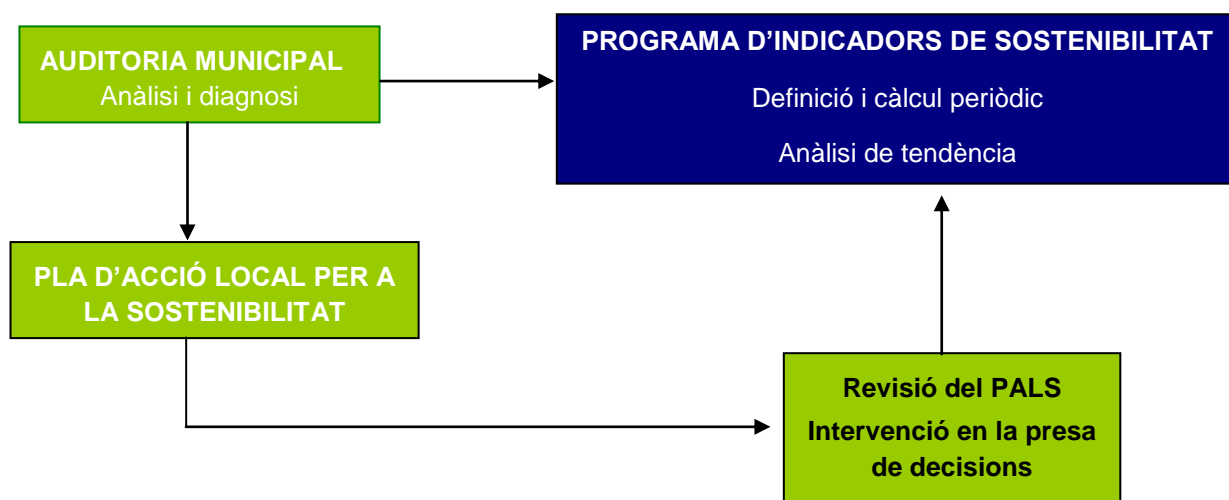 AUDITORIA MUNICIPAL
Anàlisi i diagnosi
PROGRAMA D’INDICADORS DE SOSTENIBILITAT
Definició i càlcul periòdic
Anàlisi de tendència
PLA D’ACCIÓ LOCAL PER A
LA SOSTENIBILITAT
Revisió del PALS
Intervenció en la presa
de decisions